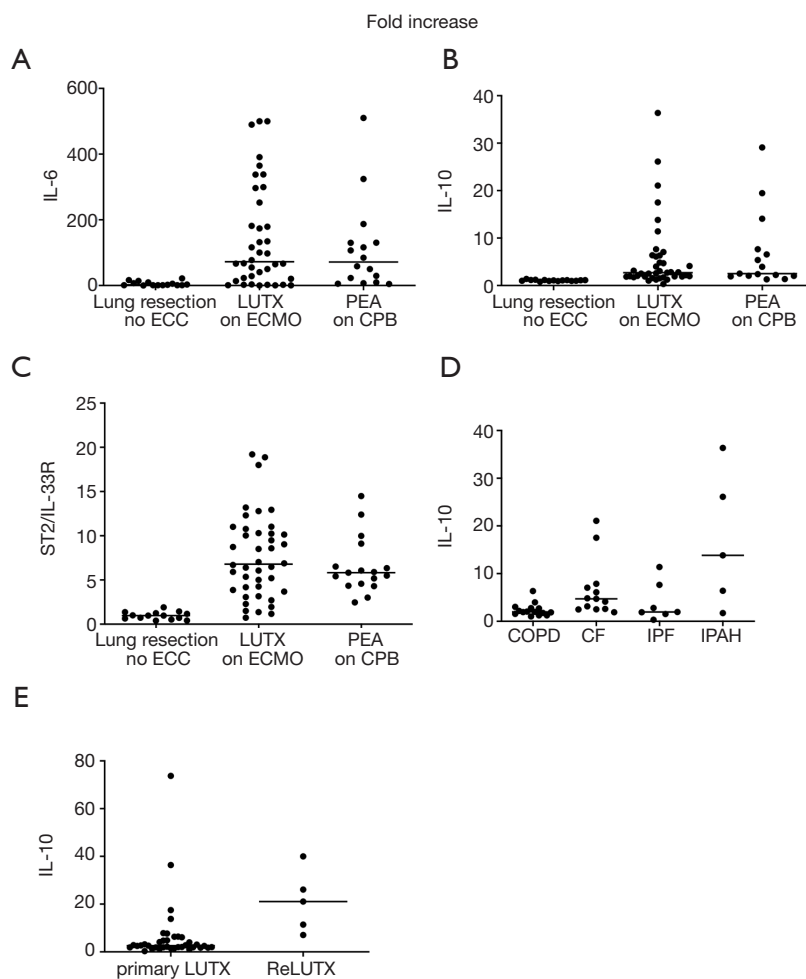 Fold increase
A
B
600
400
200
0
IL-6
Lung resection
no ECC
LUTX
on ECMO
PEA
on CPB
40
30
20
10
0
IL-10
Lung resection
no ECC
LUTX
on ECMO
PEA
on CPB
C
D
25
20
15
10
5
0
ST2/IL-33R
Lung resection
no ECC
LUTX
on ECMO
PEA
on CPB
40
30
20
10
0
IL-10
COPD
CF
IPF
IPAH
E
80
60
40
20
0
IL-10
primary LUTX
ReLUTX